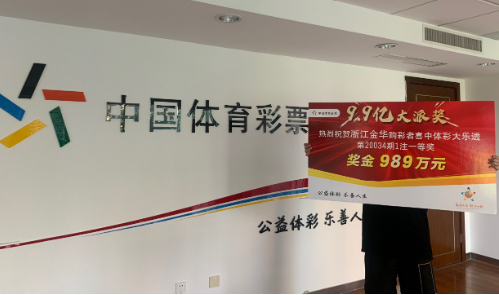 中国体育彩票
公益体彩 乐善人
9.9亿大派奖
热烈祝贺浙江金华购彩者喜中体彩大乐透
第20034期1注一等奖
奖金 989万元
公益体彩 乐善人生